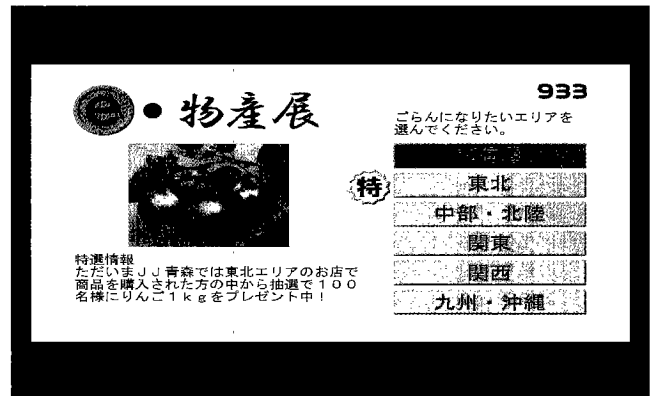 ・物産展
933
ごらんになりたいエリアを
選んでください。
特
東北
中部・北陸
関東
関西
九州・沖縄
特選情報
ただいまJJ青森では東北エリアのお店で
商品を購入された方の中から抽選で100
名様にりんご1kgをプレゼント中！